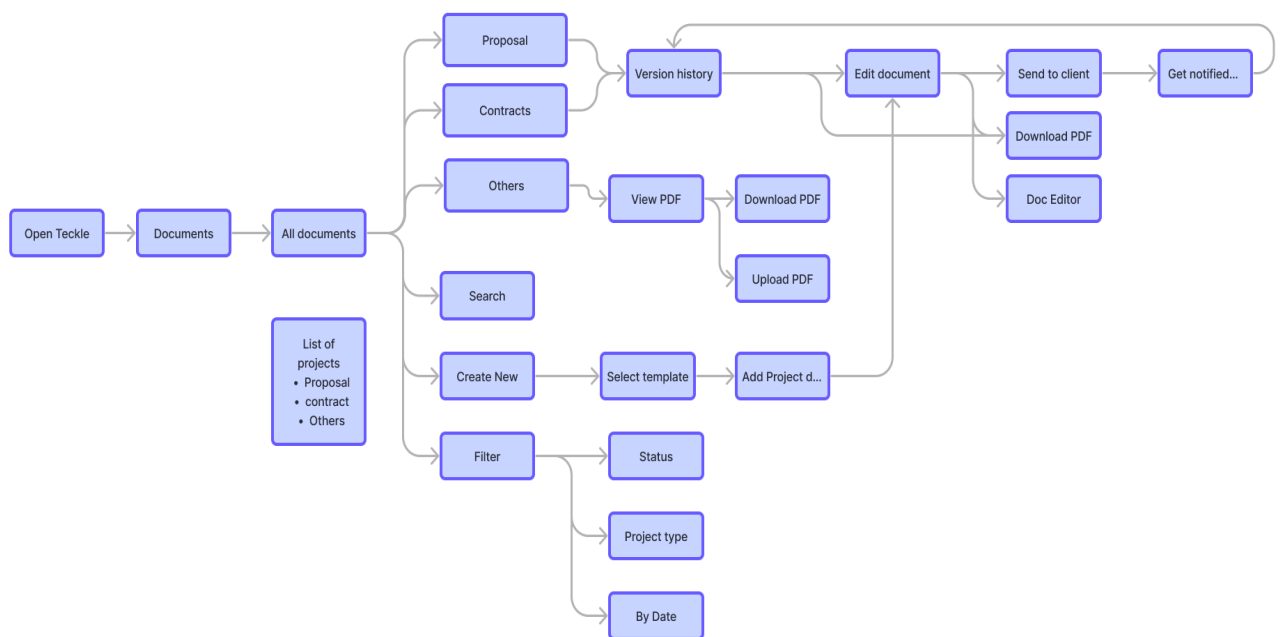 Proposal
Version history
Edit document
Send to client
Get notified...
Contracts
Download PDF
Others
View PDF
Download PDF
Doc Editor
Open Teckle
Documents
All documents
Upload PDF
Search
List of
projects
• Proposal
• contract
• Others
Create New
Select template
Add Project d...
Filter
Status
Project type
By Date